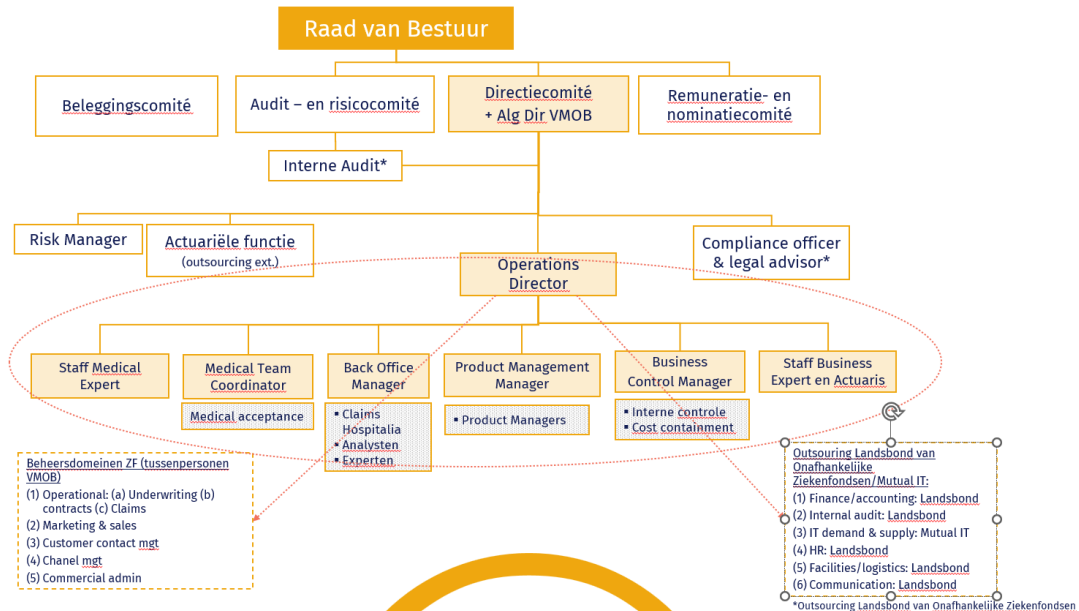 Raad van Bestuur
Beleggingscomité
Audit – en risicocomité
Directiecomité
+ Alg Dir VMOB
Remuneratie- en
nominatiecomité
Interne Audit*
Risk Manager
Actuariële functie
(outsourcing ext.)
Compliance officer
& legal advisor*
Operations
Director
Staff Medical
Expert
Medical Team
Coordinator
Back Office
Manager
Product Management
Manager
Business
Control Manager
Staff Business
Expert en Actuaris
Medical acceptance
▪ Claims
Hospitalia
▪ Analysten
▪ Experten
▪ Product Managers
▪ Interne controle
▪ Cost containment
Beheersdomeinen ZF (tussenpersonen
VMOB)
(1) Operational: (a) Underwriting (b)
contracts (c) Claims
(2) Marketing & sales
(3) Customer contact mgt
(4) Chanel mgt
(5) Commercial admin
Outsouring Landsbond van
Onafhankelijke
Ziekenfondsen/Mutual IT:
(1) Finance/accounting: Landsbond
(2) Internal audit: Landsbond
(3) IT demand & supply: Mutual IT
(4) HR: Landsbond
(5) Facilities/logistics: Landsbond
(6) Communication: Landsbond
*Outsourcing Landsbond van Onafhankelijke Ziekenfondsen